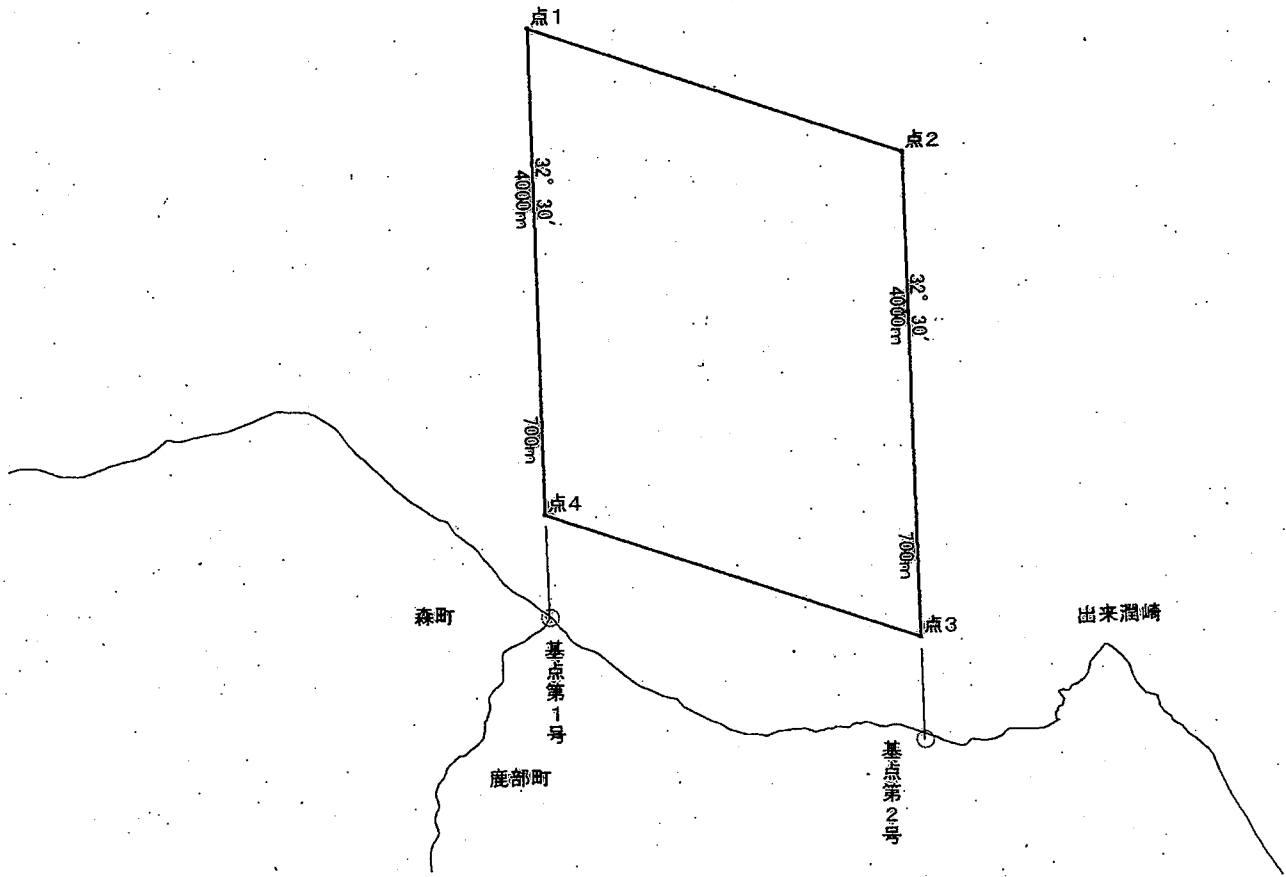 点1
点2
32° 30′
4000m
32° 30′
4000m
700m
点4
700m
点3
森町
出来澗崎
基点第1号
基点第2号
鹿部町